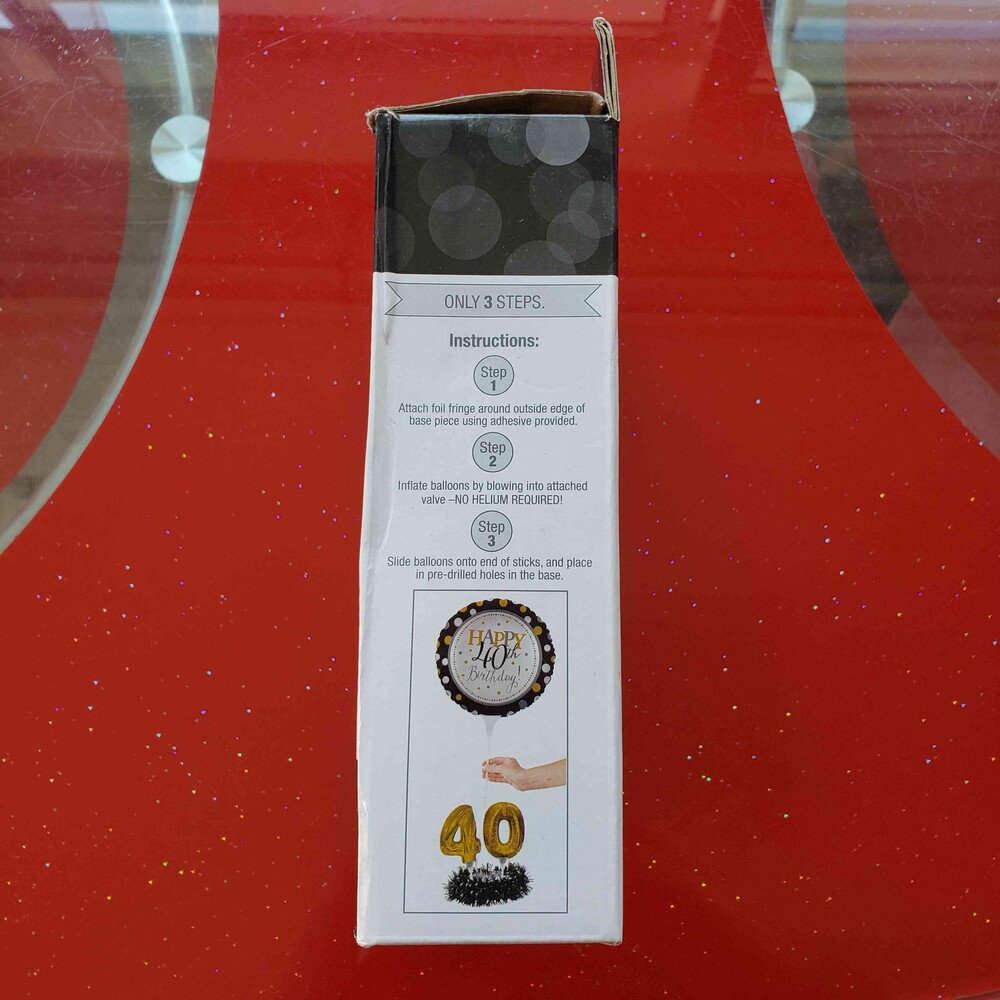 ONLY 3 STEPS.
Instructions:
Step
1
Attach foil fringe around outside edge of
base piece using adhesive provided.
Step
2
Inflate balloons by blowing into attached
valve –NO HELIUM REQUIRED!
Step
3
Slide balloons onto end of sticks, and place
in pre-drilled holes in the base.
HAPPY
40th
Birthday!
40